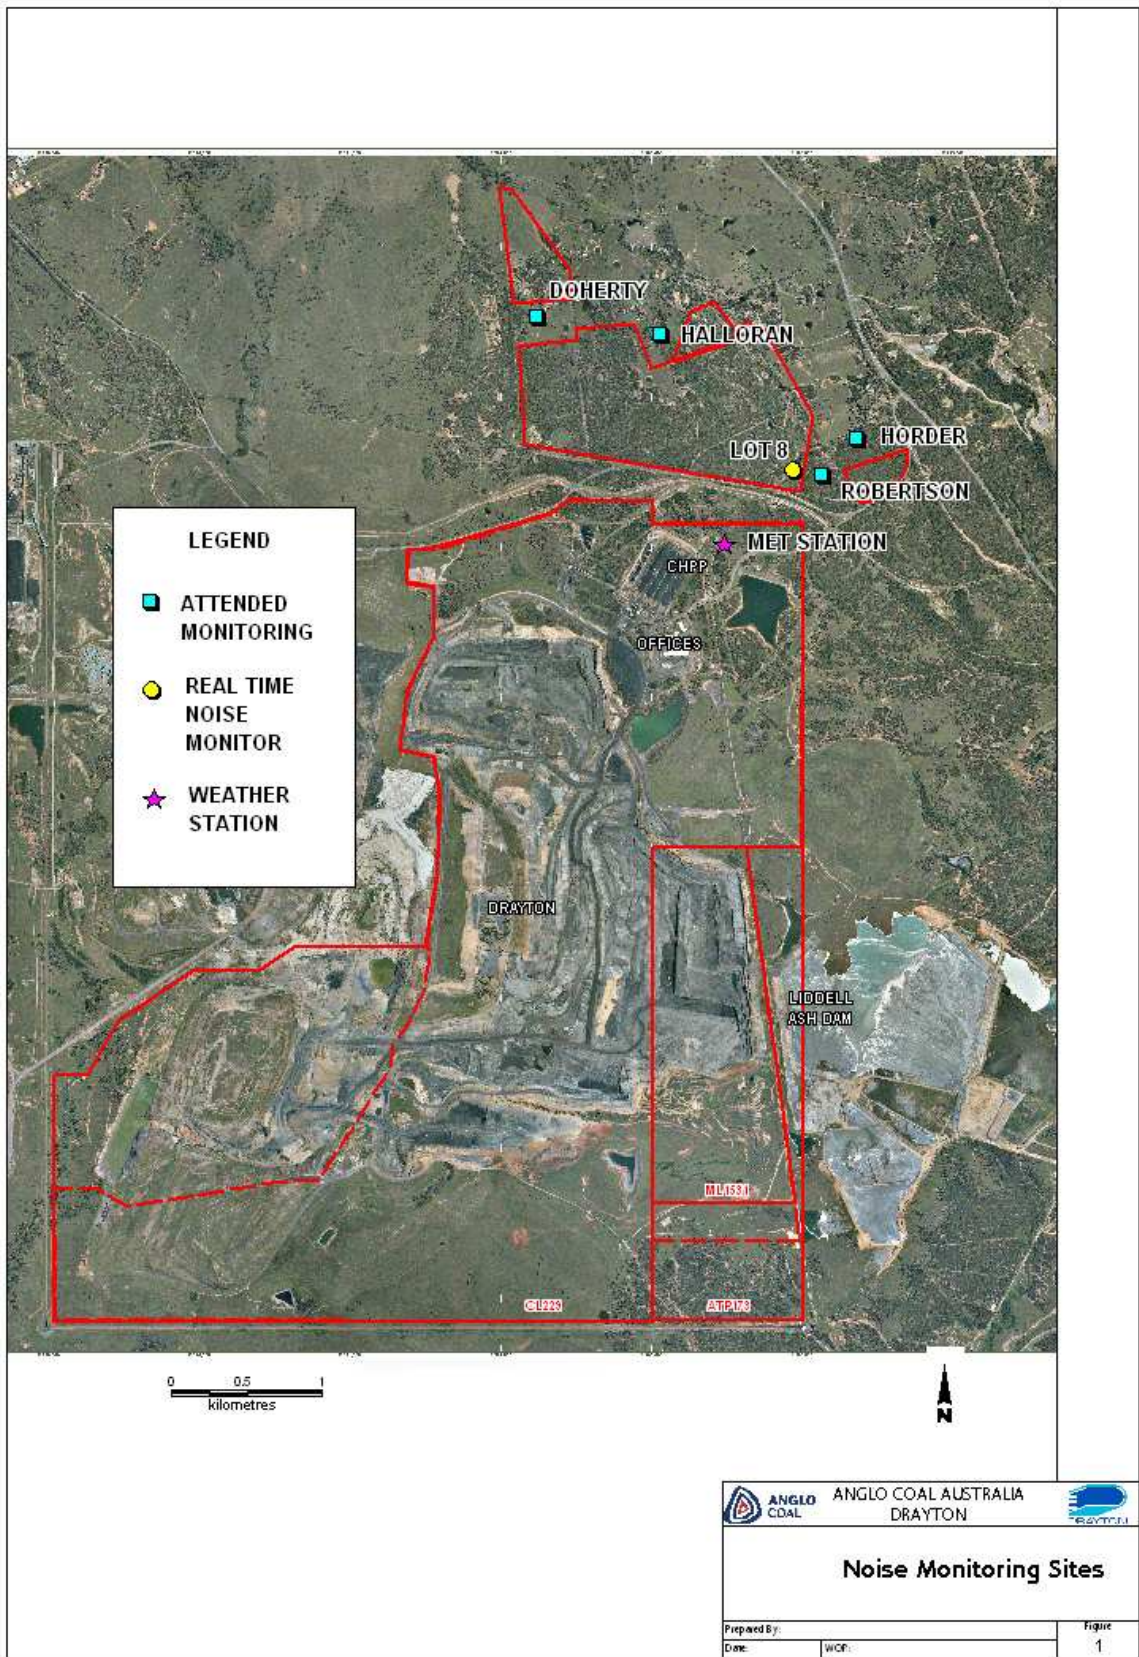 DOHERTY
HALLORAN
HORDER
LOT 8
ROBERTSON
MET STATION
CHPP
OFFICES
LEGEND
ATTENDED
MONITORING
REAL TIME
NOISE
MONITOR
WEATHER
STATION
DRAYTON
LIDDELL
ASH DAM
ML1531
CL229
ATP173
0 0.5 1
kilometres
N
ANGLO
COAL
ANGLO COAL AUSTRALIA
DRAYTON
DRAYTON
Noise Monitoring Sites
Prepared By:
Figure
Date:
WOP:
1